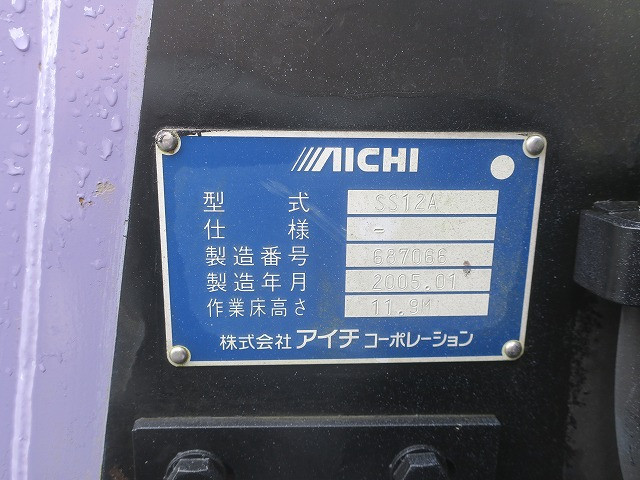 AICHI
型式 SS12A
仕様 -
製造番号 687066
製造年月 2005.01
作業床高さ 11.9M
株式会社 アイチ コーポレーション